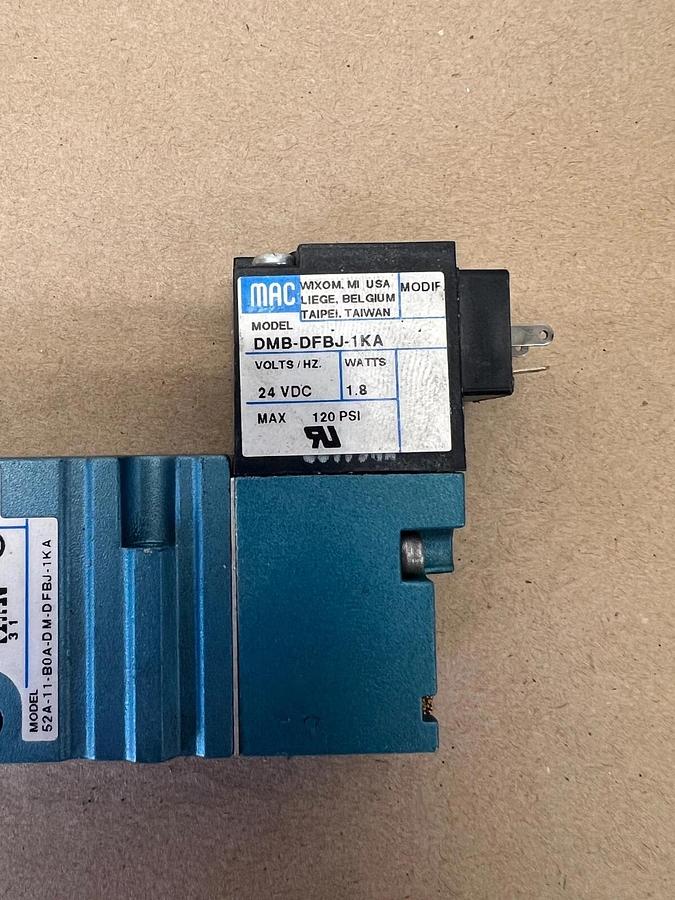 MAC
WIXOM, MI USA
LIEGE, BELGIUM
TAIPEI, TAIWAN
MODIF.
MODEL
DMB-DFBJ-1KA
VOLTS/HZ.
WATTS
24 VDC
1.8
MAX 120 PSI
31
MODEL
52A-11-B0A-DM-DFBJ-1KA